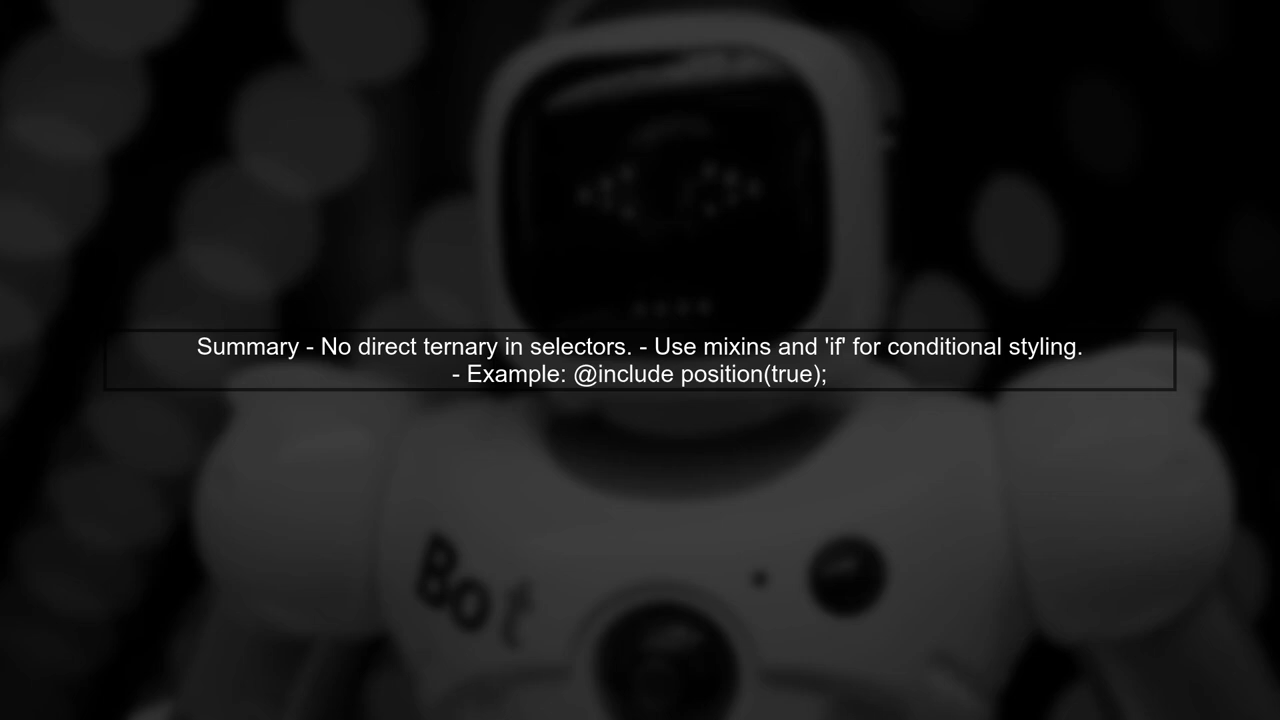 Summary - No direct ternary in selectors. - Use mixins and 'if' for conditional styling.
- Example: @include position(true);
Bot